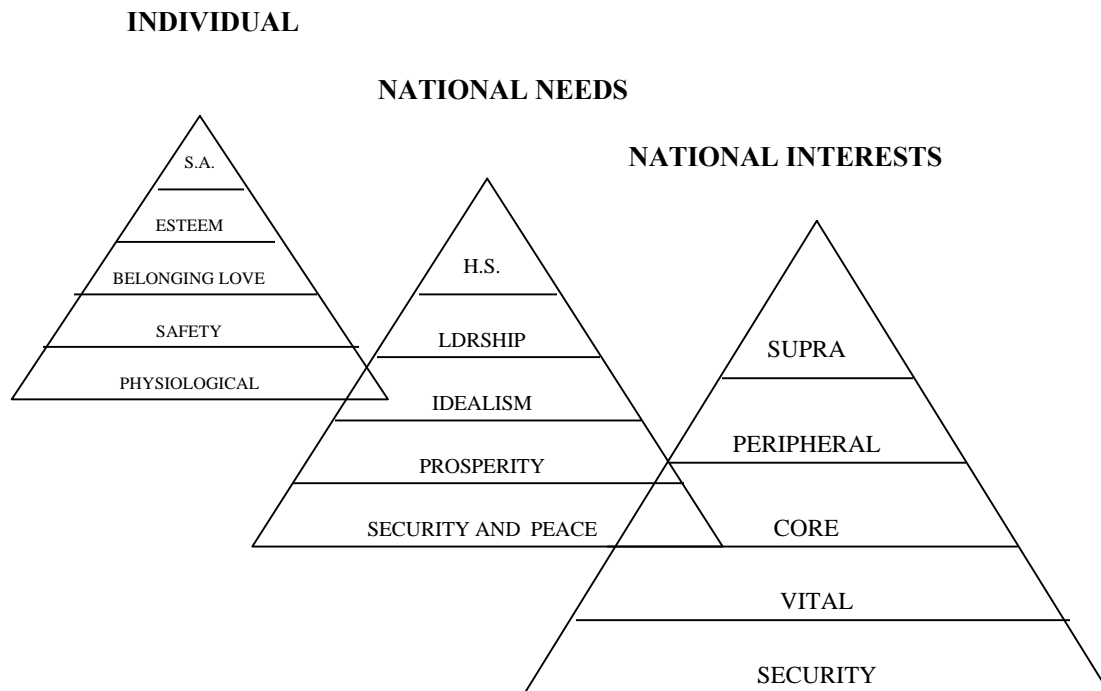 INDIVIDUAL
NATIONAL NEEDS
NATIONAL INTERESTS
S.A.
ESTEEM
BELONGING LOVE
SAFETY
PHYSIOLOGICAL
H.S.
LDRSHIP
IDEALISM
PROSPERITY
SECURITY AND PEACE
SUPRA
PERIPHERAL
CORE
VITAL
SECURITY